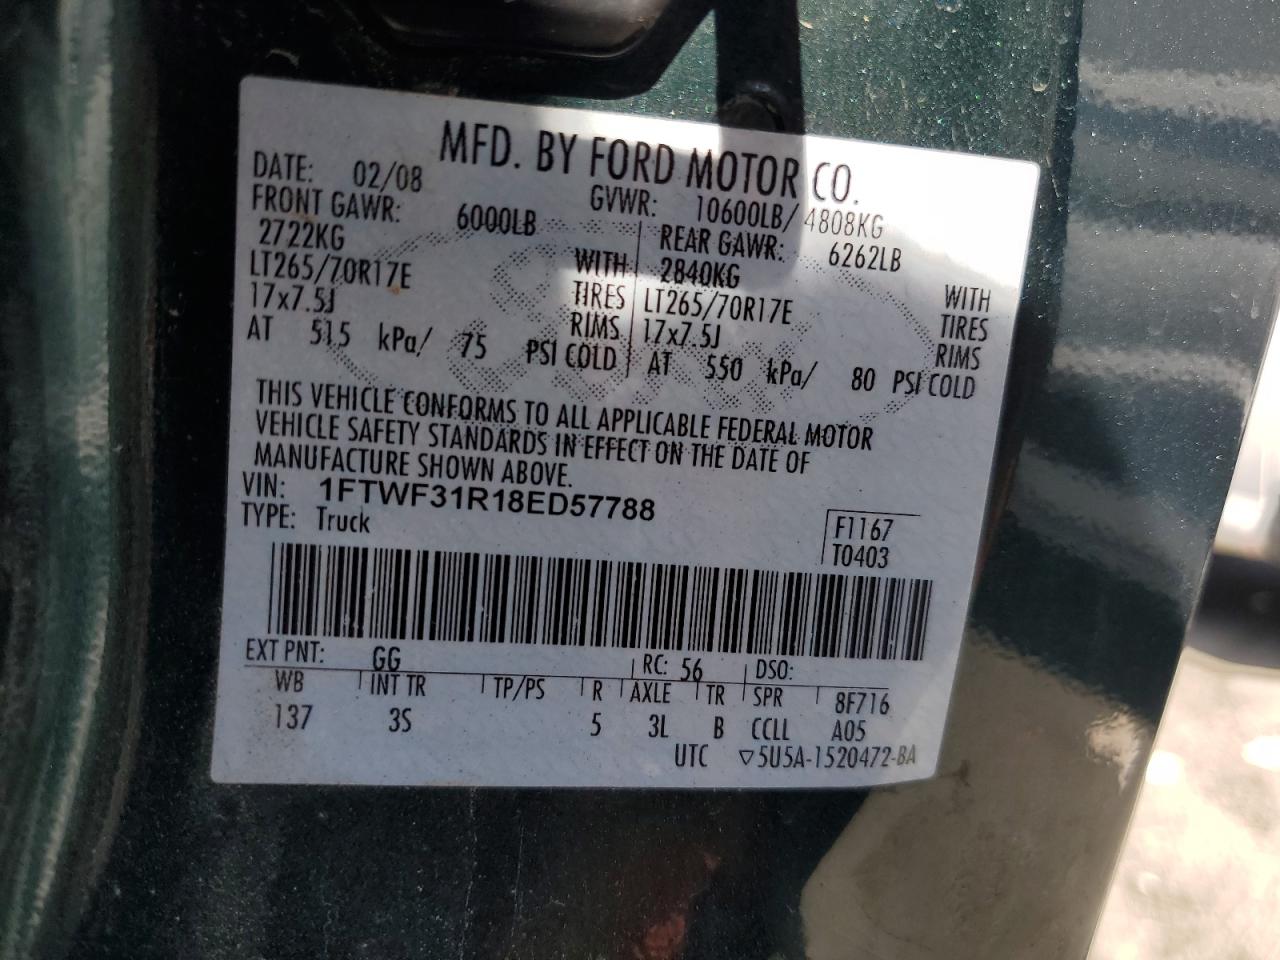 MFD. BY FORD MOTOR CO.
DATE: 02/08 GVWR: 10600LB/ 4808KG
FRONT GAWR: 6000LB REAR GAWR: 6262LB
2722KG WITH 2840KG WITH
LT265/70R17E TIRES LT265/70R17E TIRES
17x7.5J RIMS 17x7.5J RIMS
AT 515 kPa/ 75 PSI COLD AT 550 kPa/ 80 PSI COLD
THIS VEHICLE CONFORMS TO ALL APPLICABLE FEDERAL MOTOR
VEHICLE SAFETY STANDARDS IN EFFECT ON THE DATE OF
MANUFACTURE SHOWN ABOVE.
VIN: 1FTWF31R18ED57788
TYPE: Truck F1167
T0403
EXT PNT: GG RC: 56 DSO:
WB INT TR TP/PS R AXLE TR SPR 8F716
137 3S 5 3L B CCLL A05
UTC ▽5U5A-1520472-BA